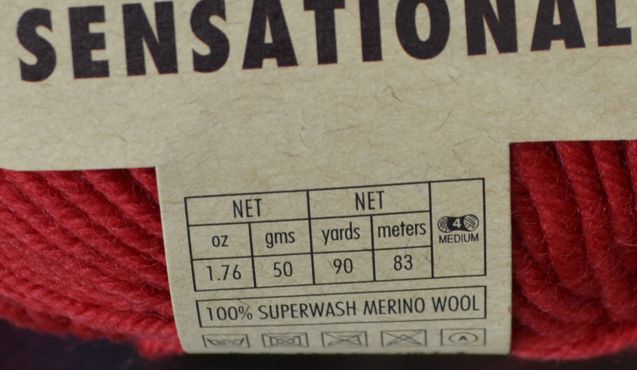 SENSATIONAL
NET NET
oz gms yards meters 4
MEDIUM
1.76 50 90 83
100% SUPERWASH MERINO WOOL
A